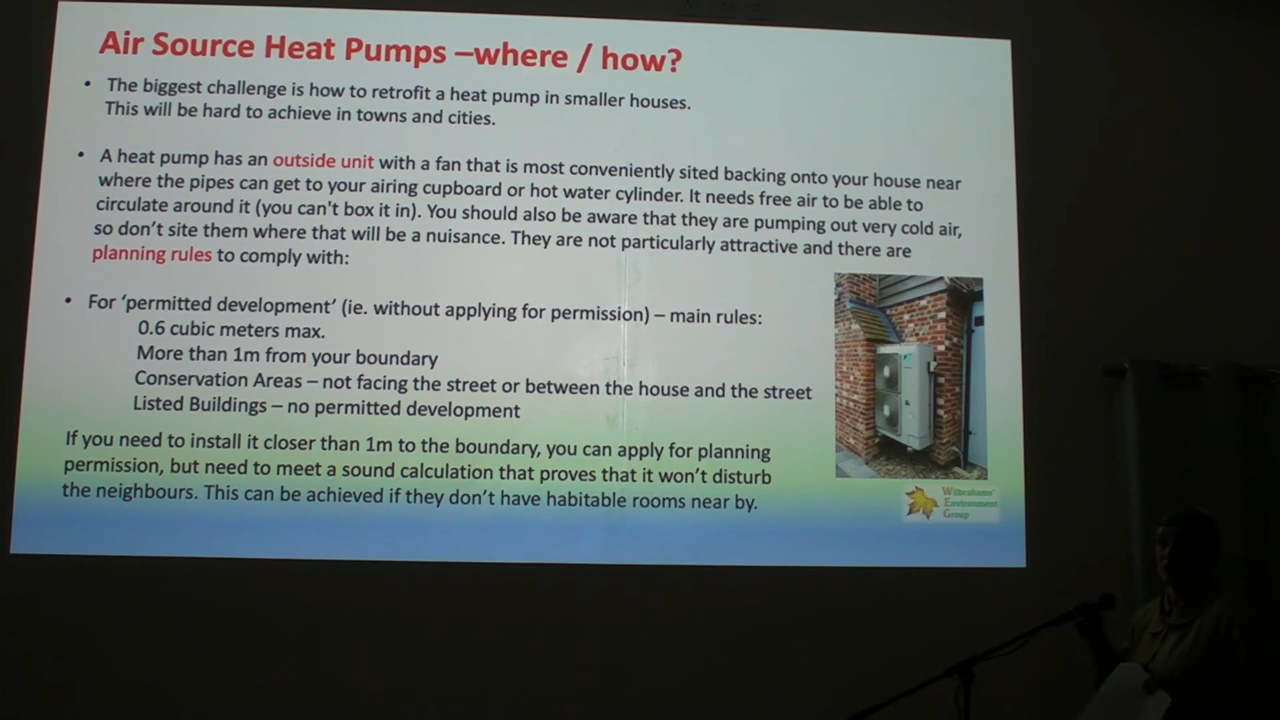 Air Source Heat Pumps –where / how?
• The biggest challenge is how to retrofit a heat pump in smaller houses.
This will be hard to achieve in towns and cities.
• A heat pump has an outside unit with a fan that is most conveniently sited backing onto your house near
where the pipes can get to your airing cupboard or hot water cylinder. It needs free air to be able to
circulate around it (you can't box it in). You should also be aware that they are pumping out very cold air,
so don't site them where that will be a nuisance. They are not particularly attractive and there are
planning rules to comply with:
• For 'permitted development' (ie. without applying for permission) – main rules:
0.6 cubic meters max.
More than 1m from your boundary
Conservation Areas – not facing the street or between the house and the street
Listed Buildings – no permitted development
If you need to install it closer than 1m to the boundary, you can apply for planning
permission, but need to meet a sound calculation that proves that it won't disturb
the neighbours. This can be achieved if they don't have habitable rooms near by.
Wilbrahams'
Environment
Group